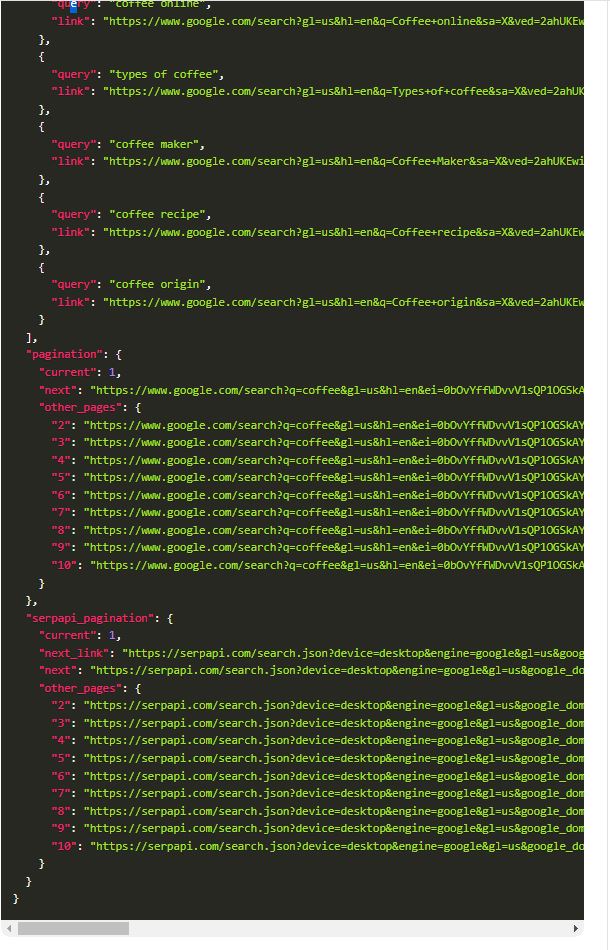 "query": "coffee online",
"link": "https://www.google.com/search?gl=us&hl=en&q=Coffee+online&sa=X&ved=2ahUKEw
},
{
"query": "types of coffee",
"link": "https://www.google.com/search?gl=us&hl=en&q=Types+of+coffee&sa=X&ved=2ahUK
},
{
"query": "coffee maker",
"link": "https://www.google.com/search?gl=us&hl=en&q=Coffee+Maker&sa=X&ved=2ahUKEwi
},
{
"query": "coffee recipe",
"link": "https://www.google.com/search?gl=us&hl=en&q=Coffee+recipe&sa=X&ved=2ahUKEw
},
{
"query": "coffee origin",
"link": "https://www.google.com/search?gl=us&hl=en&q=Coffee+origin&sa=X&ved=2ahUKEw
}
],
"pagination": {
"current": 1,
"next": "https://www.google.com/search?q=coffee&gl=us&hl=en&ei=0bOvYffWDvvV1sQP1OGSkA
"other_pages": {
"2": "https://www.google.com/search?q=coffee&gl=us&hl=en&ei=0bOvYffWDvvV1sQP1OGSkAY
"3": "https://www.google.com/search?q=coffee&gl=us&hl=en&ei=0bOvYffWDvvV1sQP1OGSkAY
"4": "https://www.google.com/search?q=coffee&gl=us&hl=en&ei=0bOvYffWDvvV1sQP1OGSkAY
"5": "https://www.google.com/search?q=coffee&gl=us&hl=en&ei=0bOvYffWDvvV1sQP1OGSkAY
"6": "https://www.google.com/search?q=coffee&gl=us&hl=en&ei=0bOvYffWDvvV1sQP1OGSkAY
"7": "https://www.google.com/search?q=coffee&gl=us&hl=en&ei=0bOvYffWDvvV1sQP1OGSkAY
"8": "https://www.google.com/search?q=coffee&gl=us&hl=en&ei=0bOvYffWDvvV1sQP1OGSkAY
"9": "https://www.google.com/search?q=coffee&gl=us&hl=en&ei=0bOvYffWDvvV1sQP1OGSkAY
"10": "https://www.google.com/search?q=coffee&gl=us&hl=en&ei=0bOvYffWDvvV1sQP1OGSkA
}
},
"serpapi_pagination": {
"current": 1,
"next_link": "https://serpapi.com/search.json?device=desktop&engine=google&gl=us&goog
"next": "https://serpapi.com/search.json?device=desktop&engine=google&gl=us&google_do
"other_pages": {
"2": "https://serpapi.com/search.json?device=desktop&engine=google&gl=us&google_dom
"3": "https://serpapi.com/search.json?device=desktop&engine=google&gl=us&google_dom
"4": "https://serpapi.com/search.json?device=desktop&engine=google&gl=us&google_dom
"5": "https://serpapi.com/search.json?device=desktop&engine=google&gl=us&google_dom
"6": "https://serpapi.com/search.json?device=desktop&engine=google&gl=us&google_dom
"7": "https://serpapi.com/search.json?device=desktop&engine=google&gl=us&google_dom
"8": "https://serpapi.com/search.json?device=desktop&engine=google&gl=us&google_dom
"9": "https://serpapi.com/search.json?device=desktop&engine=google&gl=us&google_dom
"10": "https://serpapi.com/search.json?device=desktop&engine=google&gl=us&google_do
}
}
}